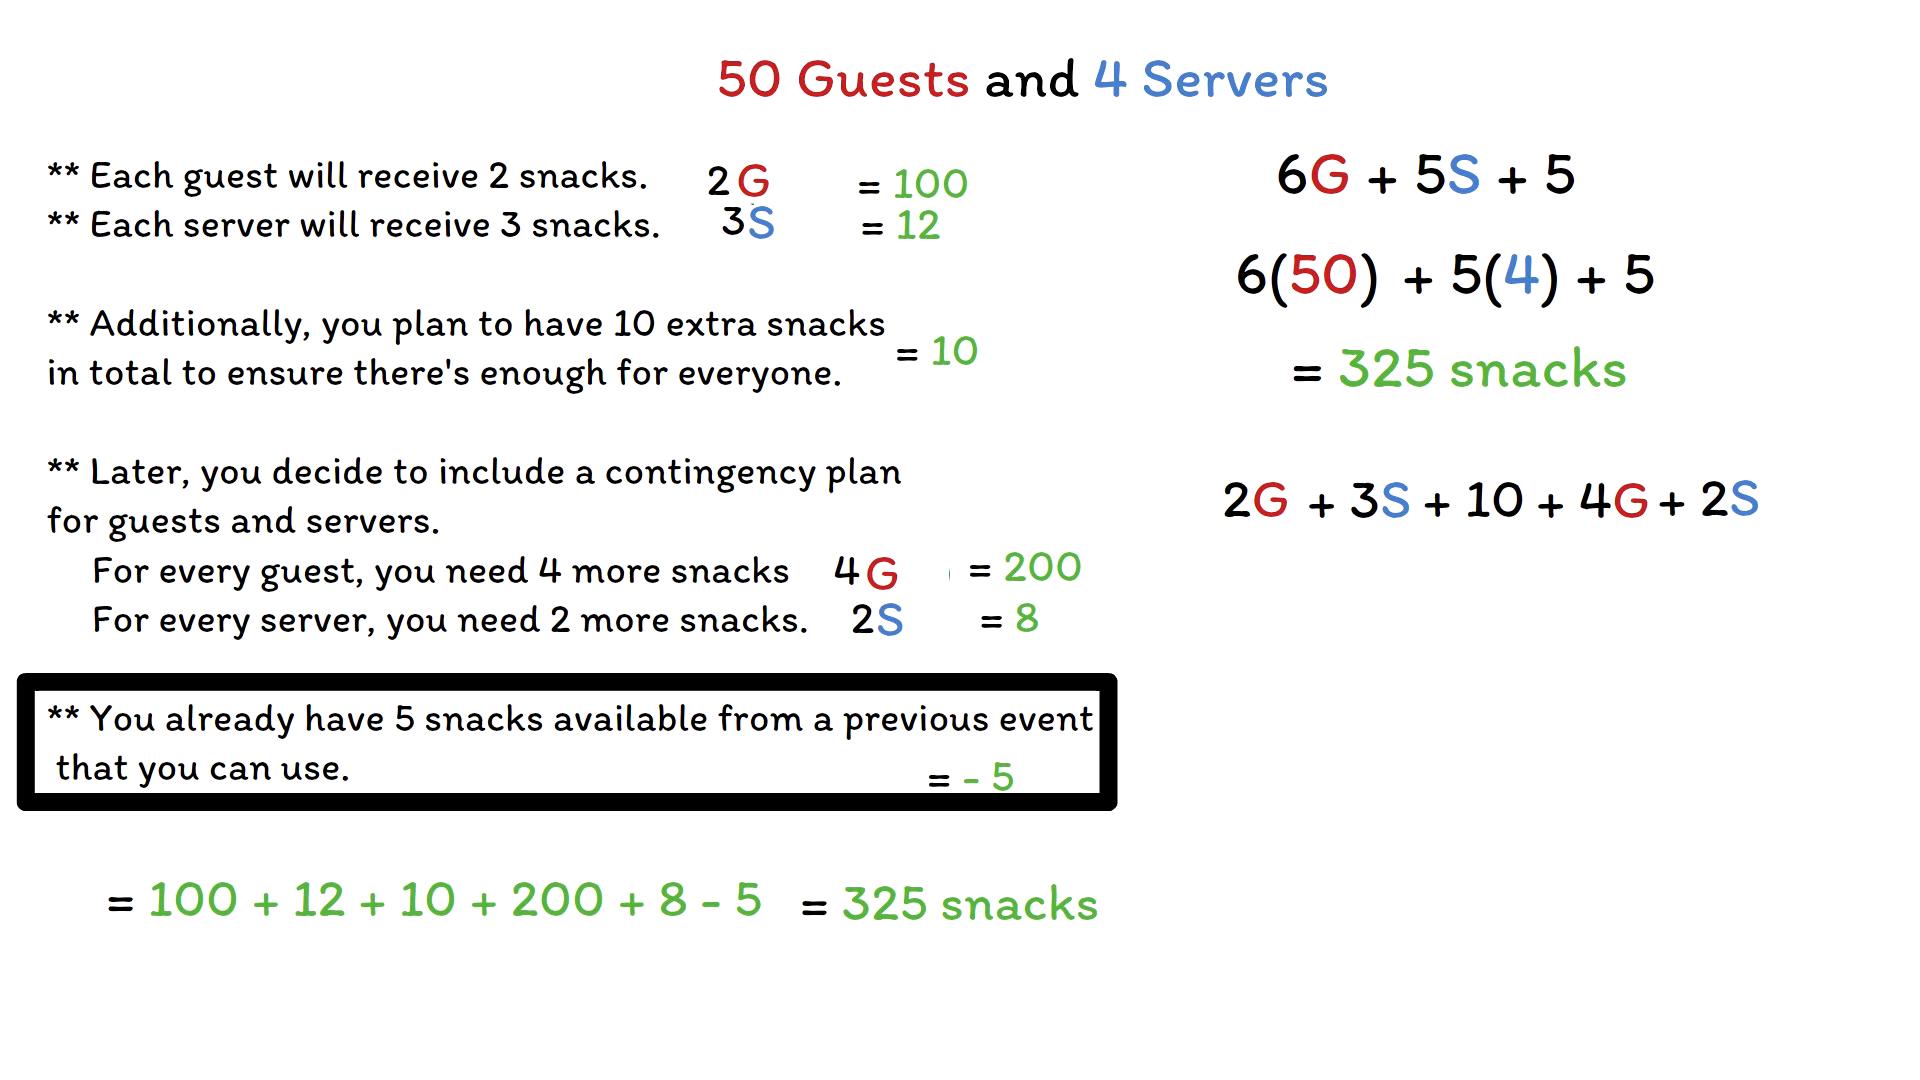 50 Guests and 4 Servers
** Each guest will receive 2 snacks. 2G = 100
** Each server will receive 3 snacks. 3S = 12
** Additionally, you plan to have 10 extra snacks
in total to ensure there's enough for everyone. = 10
** Later, you decide to include a contingency plan
for guests and servers.
For every guest, you need 4 more snacks 4G = 200
For every server, you need 2 more snacks. 2S = 8
** You already have 5 snacks available from a previous event
that you can use. = - 5
= 100 + 12 + 10 + 200 + 8 - 5 = 325 snacks
6G + 5S + 5
6(50) + 5(4) + 5
= 325 snacks
2G + 3S + 10 + 4G + 2S